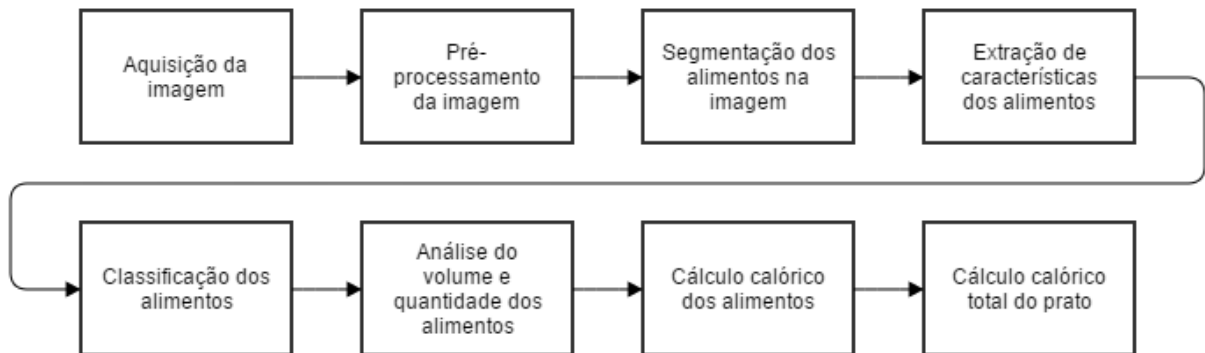 Aquisição da
imagem
Pré-
processamento
da imagem
Segmentação dos
alimentos na
imagem
Extração de
características
dos alimentos
Classificação dos
alimentos
Análise do
volume e
quantidade dos
alimentos
Cálculo calórico
dos alimentos
Cálculo calórico
total do prato